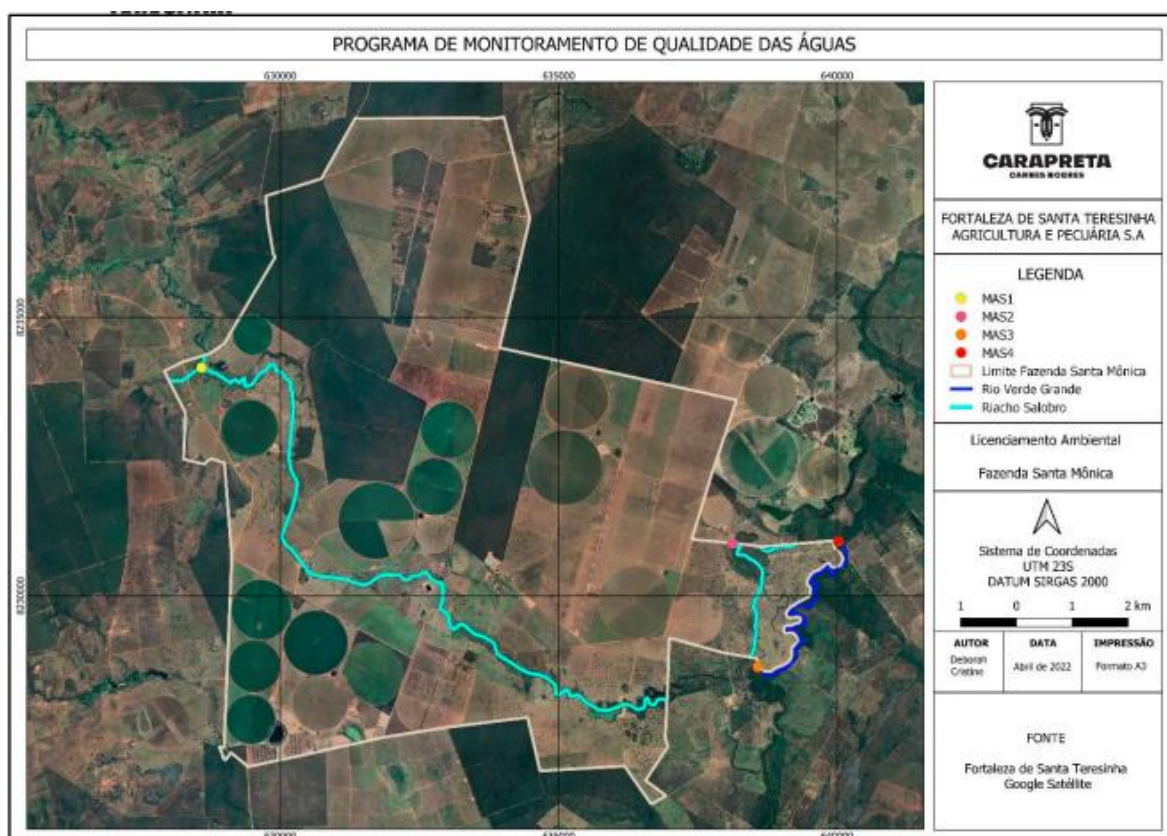 PROGRAMA DE MONITORAMENTO DE QUALIDADE DAS ÁGUAS
630000
635000
640000
8235000
8230000
630000
635000
640000
CARAPRETA
CARNES NOBRES
FORTALEZA DE SANTA TERESINHA
AGRICULTURA E PECUÁRIA S.A
LEGENDA
MAS1
MAS2
MAS3
MAS4
Limite Fazenda Santa Mônica
Rio Verde Grande
Riacho Salobro
Licenciamento Ambiental
Fazenda Santa Mônica
Sistema de Coordenadas
UTM 23S
DATUM SIRGAS 2000
1 0 1 2 km
AUTOR
Deborah
Cristine
DATA
Abril de 2022
IMPRESSÃO
Formato A3
FONTE
Fortaleza de Santa Teresinha
Google Satéllite